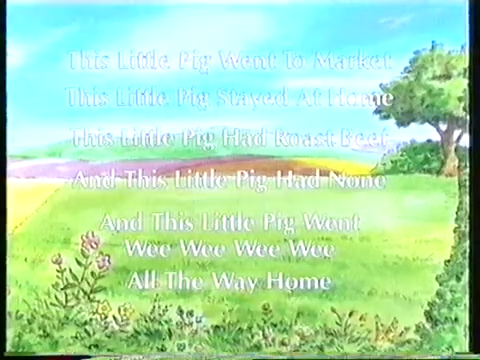 This Little Pig Went To Market
This Little Pig Stayed At Home
This Little Pig Had Roast Beef
And This Little Pig Had None
And This Little Pig Went
Wee Wee Wee Wee
All The Way Home